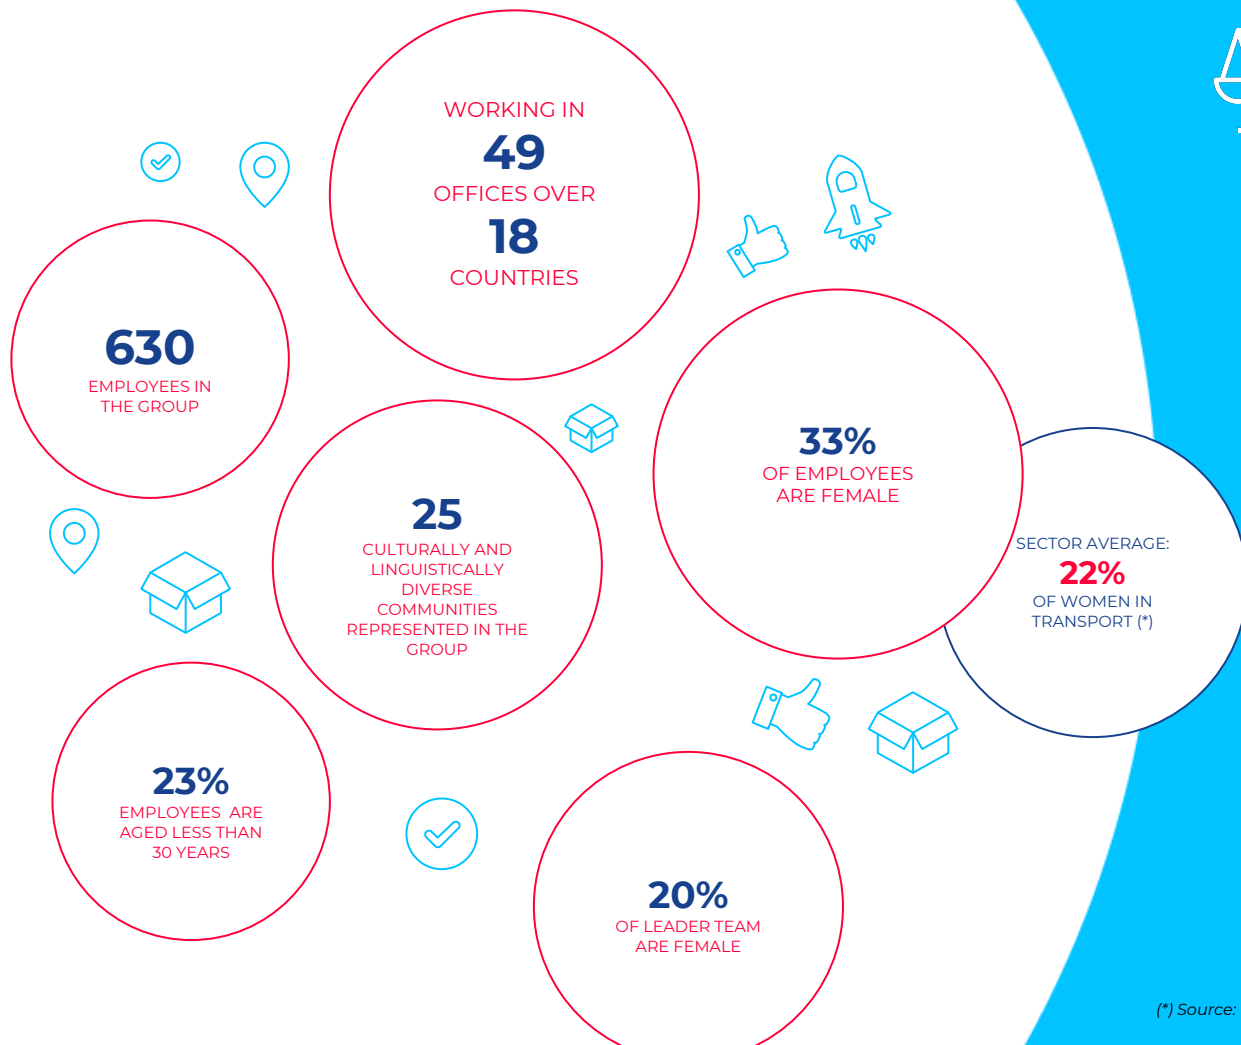 WORKING IN
49
OFFICES OVER
18
COUNTRIES
630
EMPLOYEES IN
THE GROUP
33%
OF EMPLOYEES
ARE FEMALE
SECTOR AVERAGE:
22%
OF WOMEN IN
TRANSPORT (*)
25
CULTURALLY AND
LINGUISTICALLY
DIVERSE
COMMUNITIES
REPRESENTED IN THE
GROUP
23%
EMPLOYEES ARE
AGED LESS THAN
30 YEARS
20%
OF LEADER TEAM
ARE FEMALE
(*) Source: